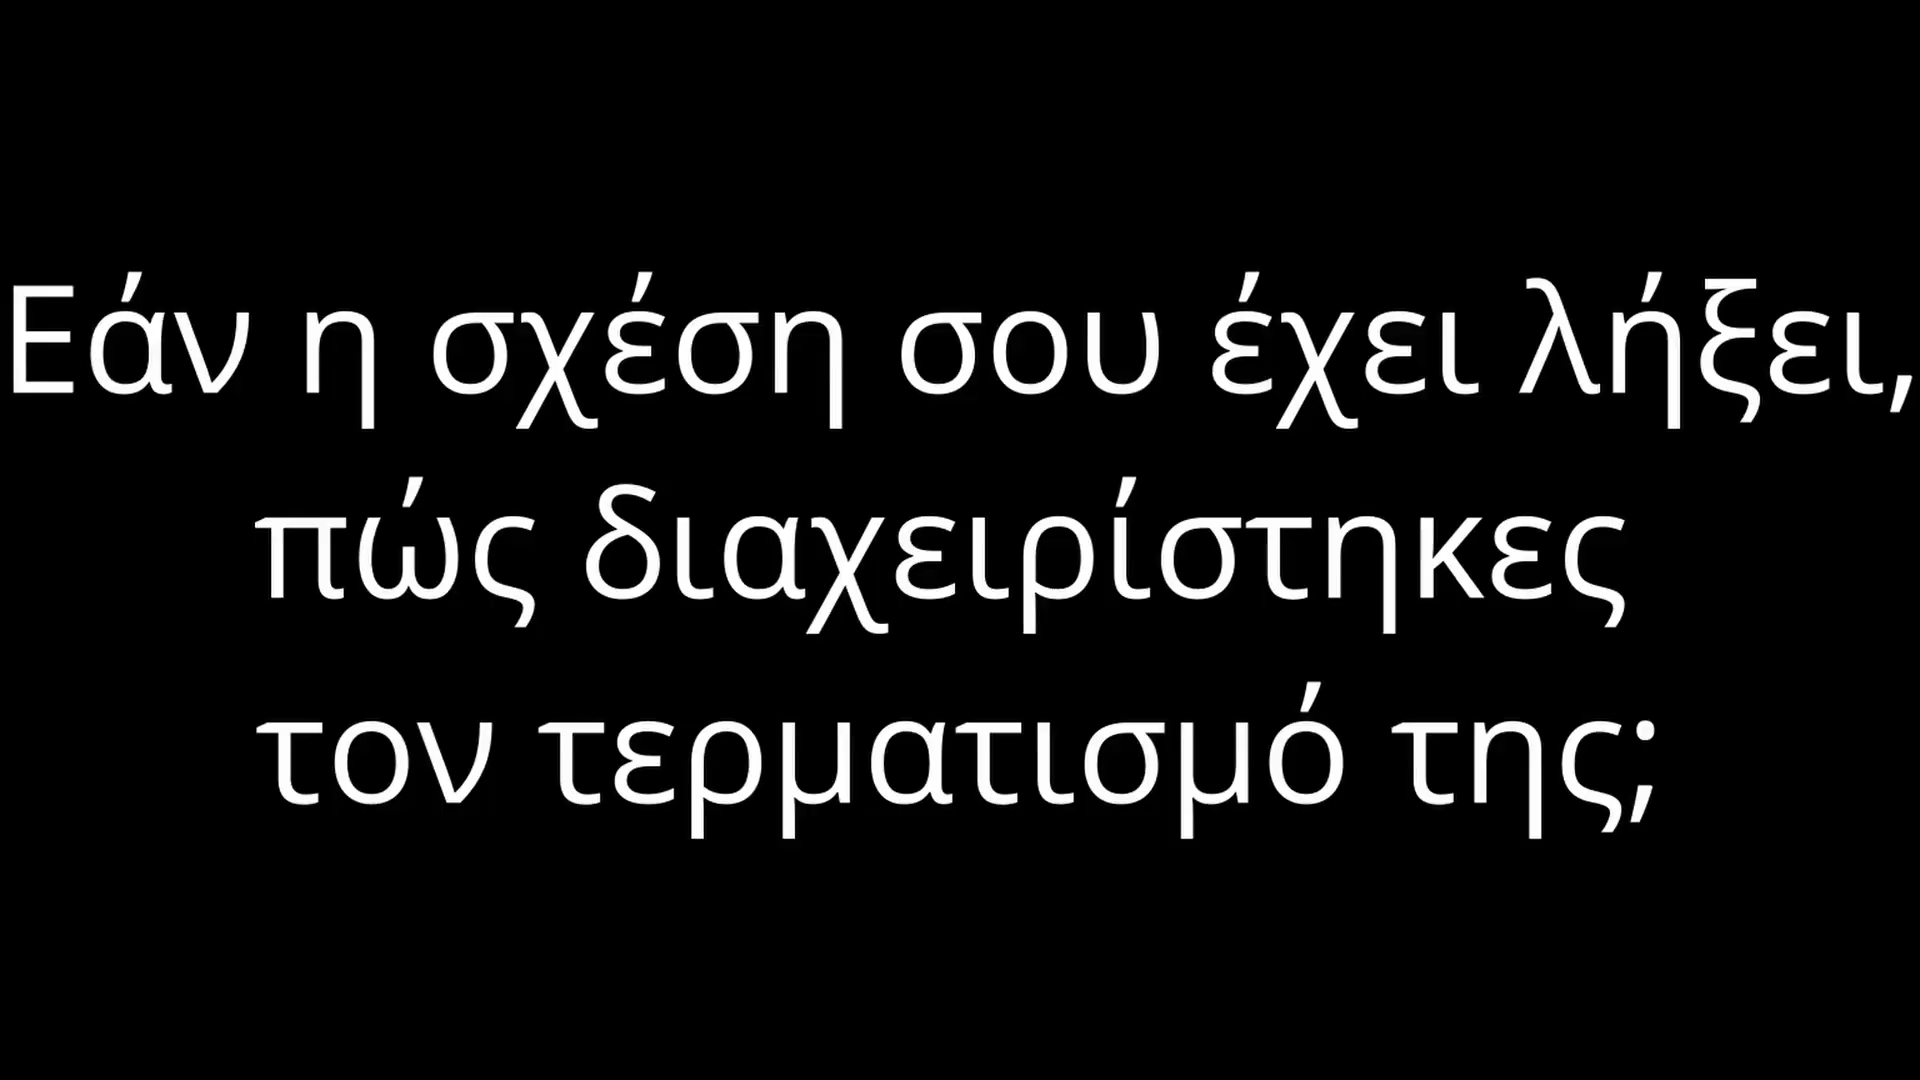 Εάν η σχέση σου έχει λήξει,
πώς διαχειρίστηκες
τον τερματισμό της;